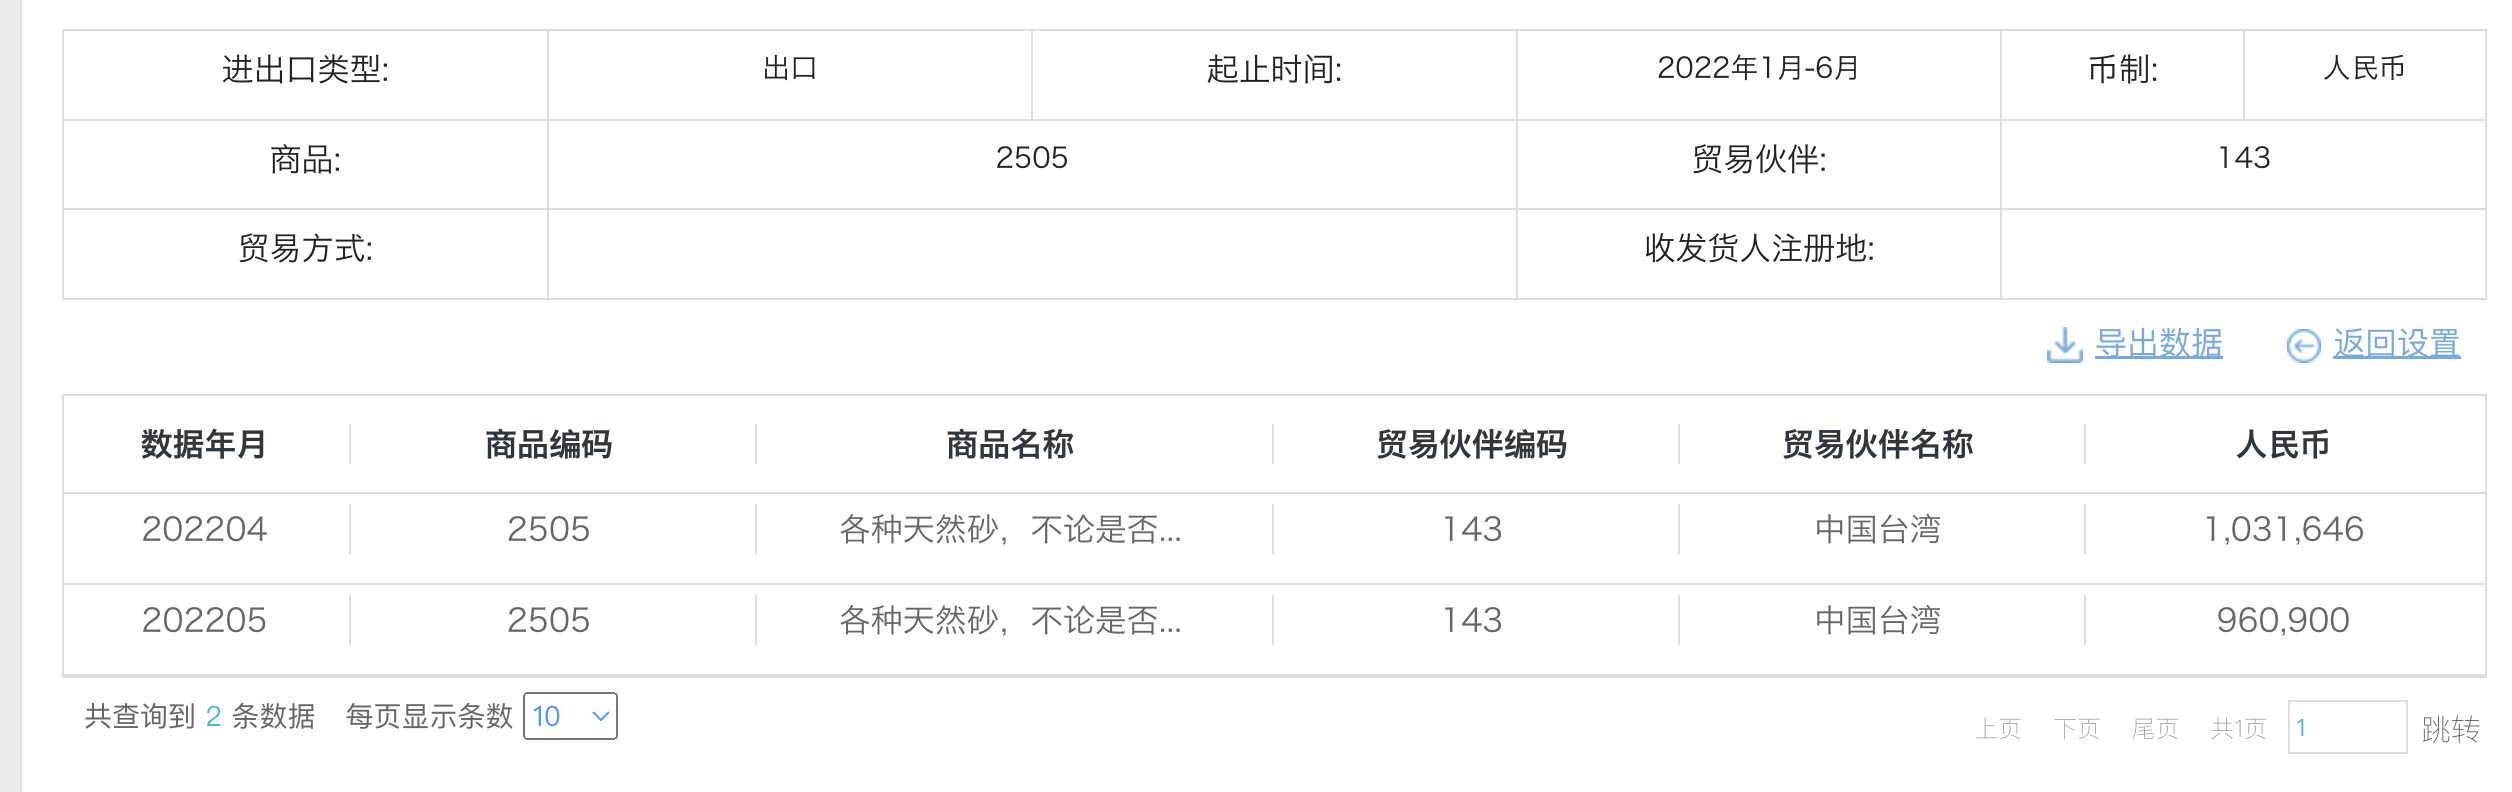 进出口类型: 出口 起止时间: 2022年1月-6月 币制: 人民币
商品: 2505 贸易伙伴: 143
贸易方式: 收发货人注册地:
导出数据 返回设置
数据年月 商品编码 商品名称 贸易伙伴编码 贸易伙伴名称 人民币
202204 2505 各种天然砂, 不论是否... 143 中国台湾 1,031,646
202205 2505 各种天然砂, 不论是否... 143 中国台湾 960,900
共查询到 2 条数据 每页显示条数 10 上页 下页 尾页 共1页 1 跳转